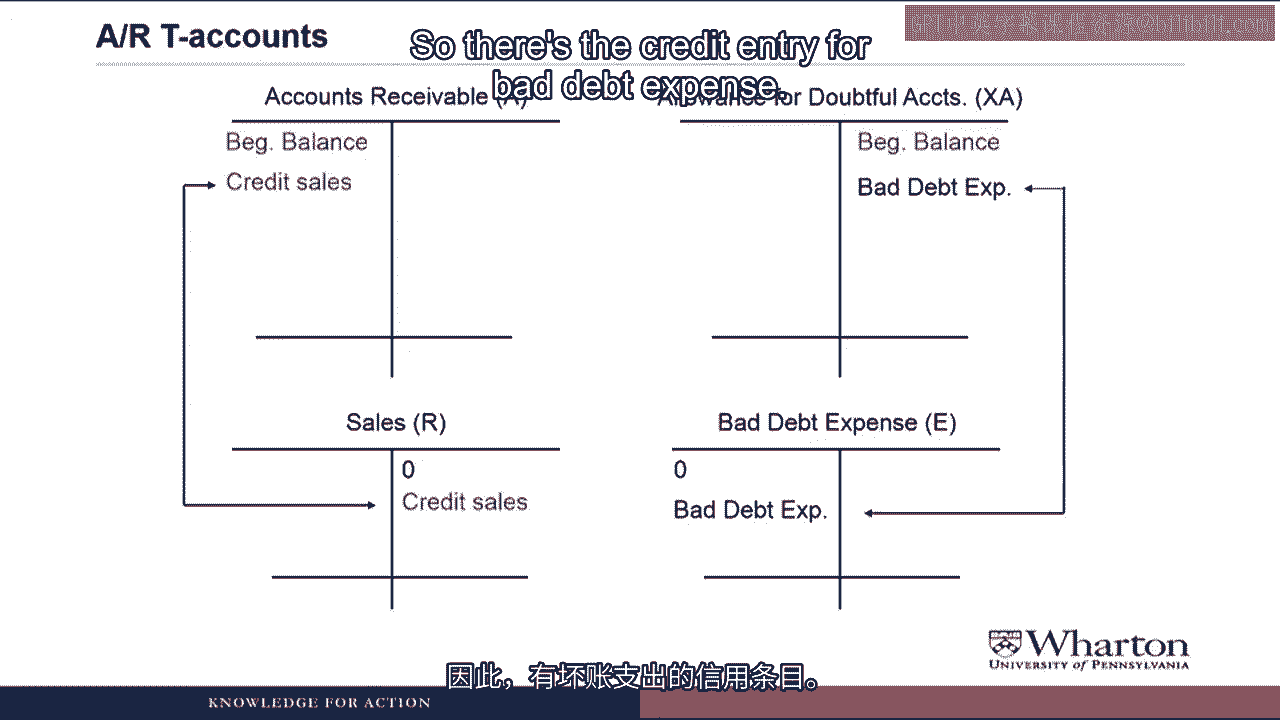 A/R T-accounts
So there's the credit entry for
bad debt expense.
Accounts Receivable (A)
for Doubtful Accts. (XA)
Beg. Balance
Credit sales
Beg. Balance
Bad Debt Exp.
Sales (R)
0
Credit sales
Bad Debt Expense (E)
0
Bad Debt Exp.
Wharton
UNIVERSITY of PENNSYLVANIA
因此，有坏账支出的信用条目。
KNOWLEDGE FOR ACTION